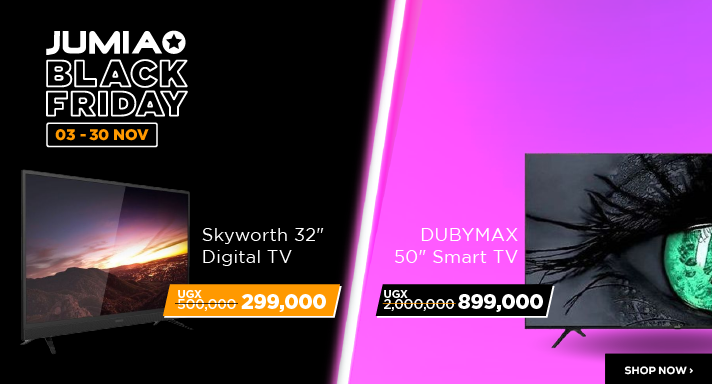 JUMIA
BLACK
FRIDAY
03 - 30 NOV
Skyworth 32"
Digital TV
UGX
500,000 299,000
DUBYMAX
50" Smart TV
UGX
2,000,000 899,000
SHOP NOW ›